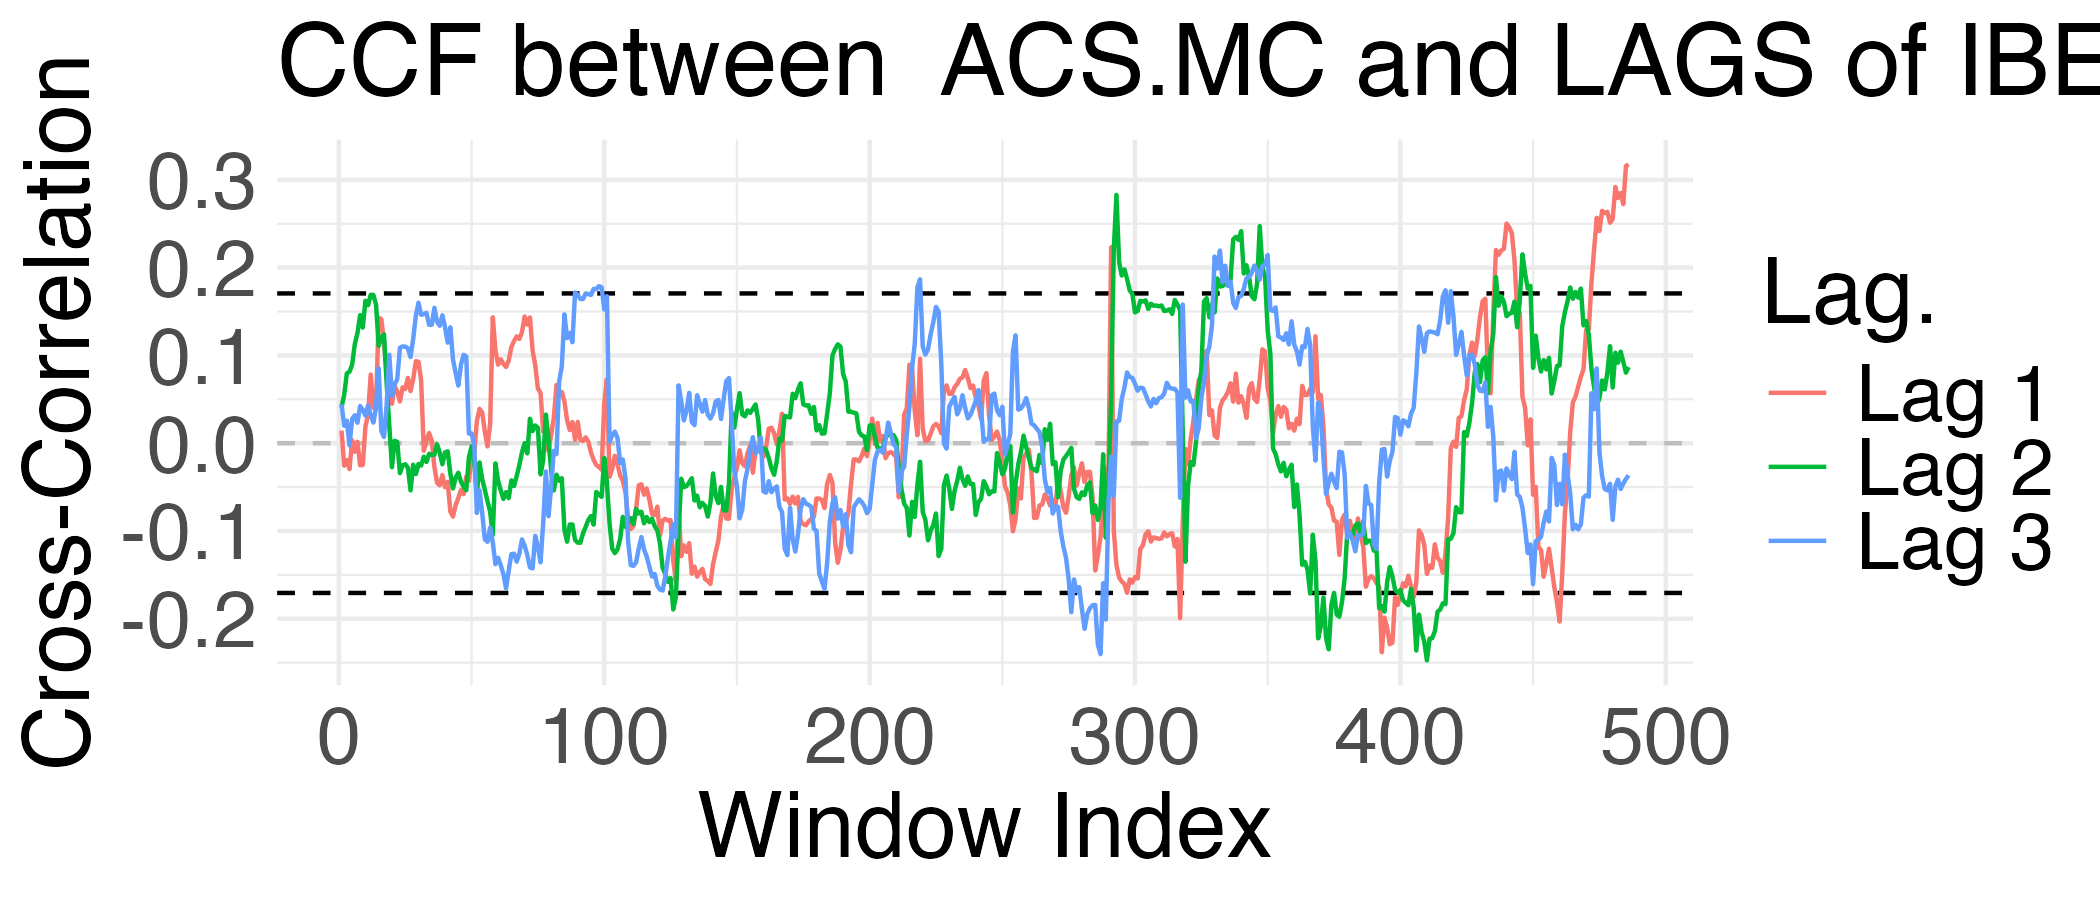 CCF between ACS.MC and LAGS of IBE
Cross-Correlation
0.3
0.2
0.1
0.0
-0.1
-0.2
0
100
200
300
400
500
Window Index
Lag.
Lag 1
Lag 2
Lag 3